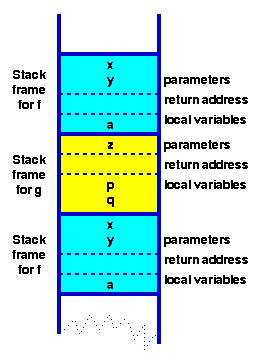 x
Stack
frame
for f
y
parameters
return address
a
local variables
Stack
frame
for g
z
parameters
return address
p
local variables
q
x
Stack
frame
for f
y
parameters
return address
a
local variables